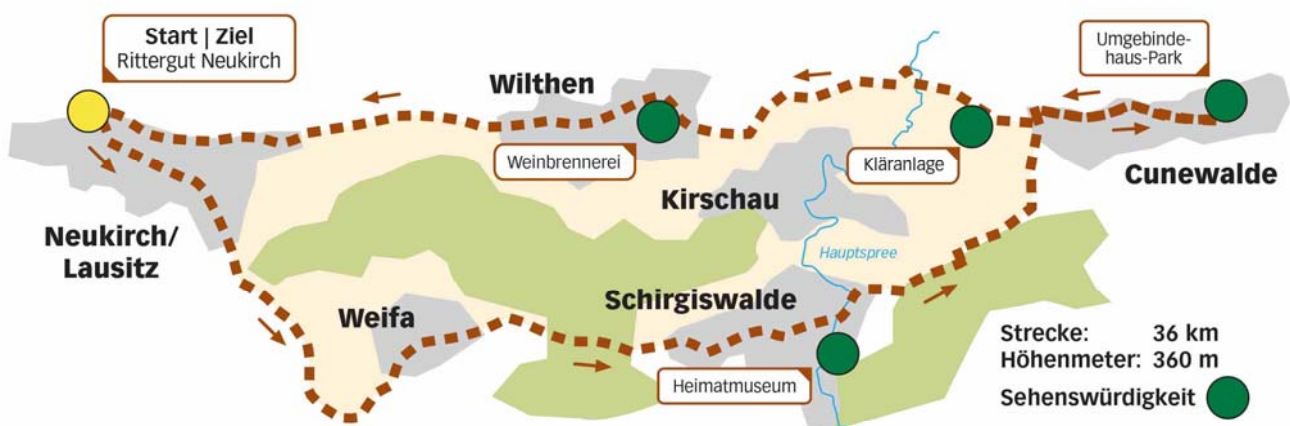 Start | Ziel
Rittergut Neukirch
Umgebinde-
haus-Park
Wilthen
Weinbrennerei
Kläranlage
Cunewalde
Kirschau
Neukirch/
Lausitz
Hauptspree
Schirgiswalde
Weifa
Strecke: 36 km
Höhenmeter: 360 m
Heimatmuseum
Sehenswürdigkeit